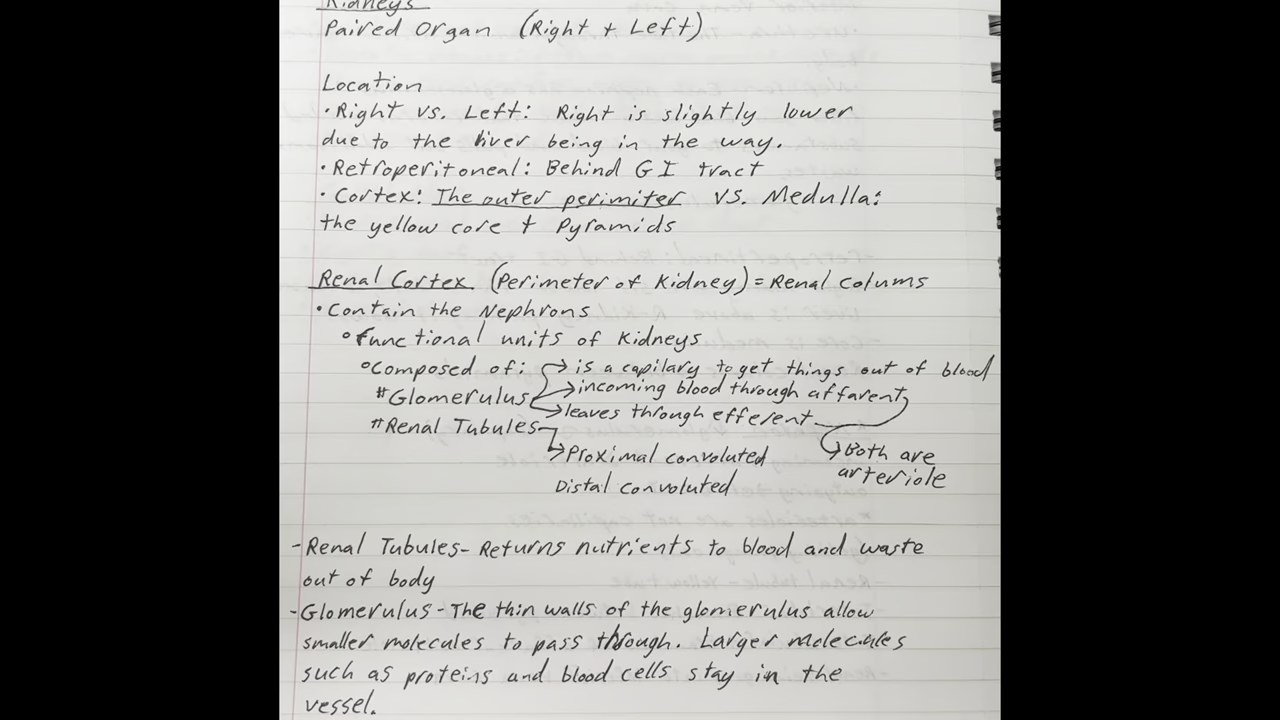 Kidneys
Paired Organ (Right + Left)
Location
• Right vs. Left: Right is slightly lower
due to the liver being in the way.
• Retroperitoneal: Behind GI tract
• Cortex: The outer perimiter vs. Medulla:
the yellow core + Pyramids
Renal Cortex (Perimeter of Kidney) = Renal colums
• Contain the Nephrons
° functional units of Kidneys
° Composed of: → is a capilary to get things out of blood
# Glomerulus → incoming blood through affarent
→ leaves through efferent
# Renal Tubules
→ Proximal convoluted → Both are
arteriole
Distal convoluted
- Renal Tubules - Returns nutrients to blood and waste
out of body
- Glomerulus - The thin walls of the glomerulus allow
smaller molecules to pass through. Larger molecules
such as proteins and blood cells stay in the
vessel.